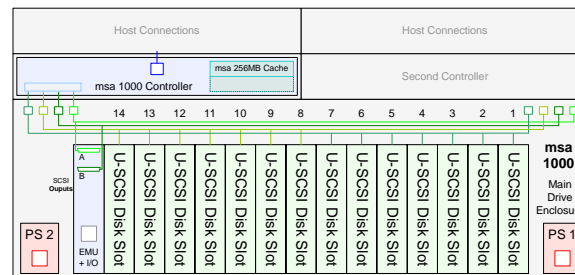 Host Connections
Host Connections
msa 256MB Cache
msa 1000 Controller
Second Controller
14 13 12 11 10 9 8 7 6 5 4 3 2 1
A
B
SCSI
Ouputs
EMU
+ I/O
U-SCSI Disk Slot
U-SCSI Disk Slot
U-SCSI Disk Slot
U-SCSI Disk Slot
U-SCSI Disk Slot
U-SCSI Disk Slot
U-SCSI Disk Slot
U-SCSI Disk Slot
U-SCSI Disk Slot
U-SCSI Disk Slot
U-SCSI Disk Slot
U-SCSI Disk Slot
U-SCSI Disk Slot
U-SCSI Disk Slot
msa
1000
Main
Drive
Enclosu
PS 2
PS 1